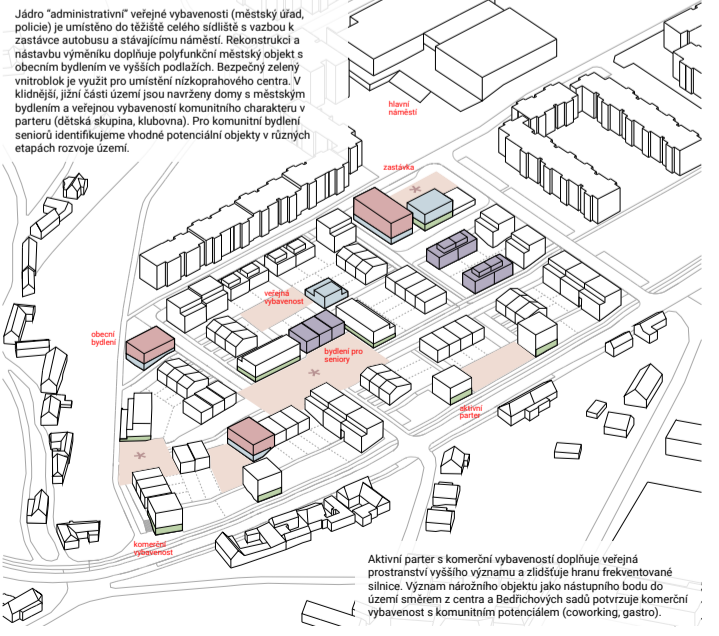 Jádro “administrativní” veřejné vybavenosti (městský úřad,
policie) je umístěno do těžiště celého sídliště s vazbou k
zastávce autobusu a stávajícímu náměstí. Rekonstrukci a
nástavbu výměníku doplňuje polyfunkční městský objekt s
obecním bydlením ve vyšších podlažích. Bezpečný zelený
vnitroblok je využit pro umístění nízkoprahového centra. V
klidnější, jižní části území jsou navrženy domy s městským
bydlením a veřejnou vybaveností komunitního charakteru v
parteru (dětská skupina, klubovna). Pro komunitní bydlení
seniorů identifikujeme vhodné potenciální objekty v různých
etapách rozvoje území.
hlavní
náměstí
zastávka
veřejná
vybavenost
obecní
bydlení
bydlení pro
seniory
aktivní
parter
komerční
vybavenost
Aktivní parter s komerční vybaveností doplňuje veřejná
prostranství vyššího významu a zlidšťuje hranu frekventované
silnice. Význam nárožního objektu jako nástupního bodu do
území směrem z centra a Bedřichových sadů potvrzuje komerční
vybavenost s komunitním potenciálem (coworking, gastro).